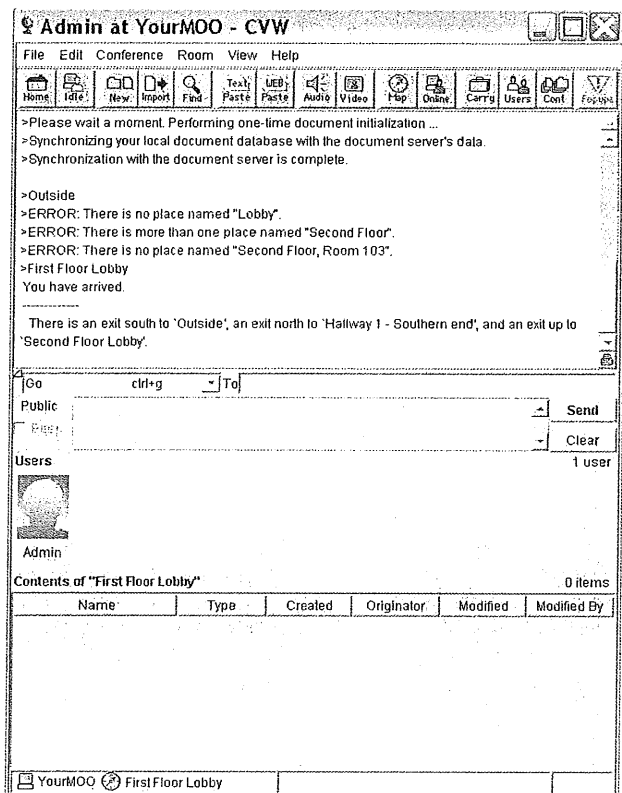 Admin at YourMOO - CVW
File Edit Conference Room View Help
Home Idle New Import Find Text Paste WEB Paste Audio Video Map Online Carry Users Cont Popups
>Please wait a moment. Performing one-time document initialization ...
>Synchronizing your local document database with the document server's data.
>Synchronization with the document server is complete.
>Outside
>ERROR: There is no place named "Lobby".
>ERROR: There is more than one place named "Second Floor".
>ERROR: There is no place named "Second Floor, Room 103".
>First Floor Lobby
You have arrived.
------------
There is an exit south to `Outside', an exit north to `Hallway 1 - Southern end', and an exit up to
`Second Floor Lobby'.
Go ctrl+g To
Public Send
Clear
Users 1 user
Admin
Contents of "First Floor Lobby" 0 items
Name Type Created Originator Modified Modified By
YourMOO First Floor Lobby